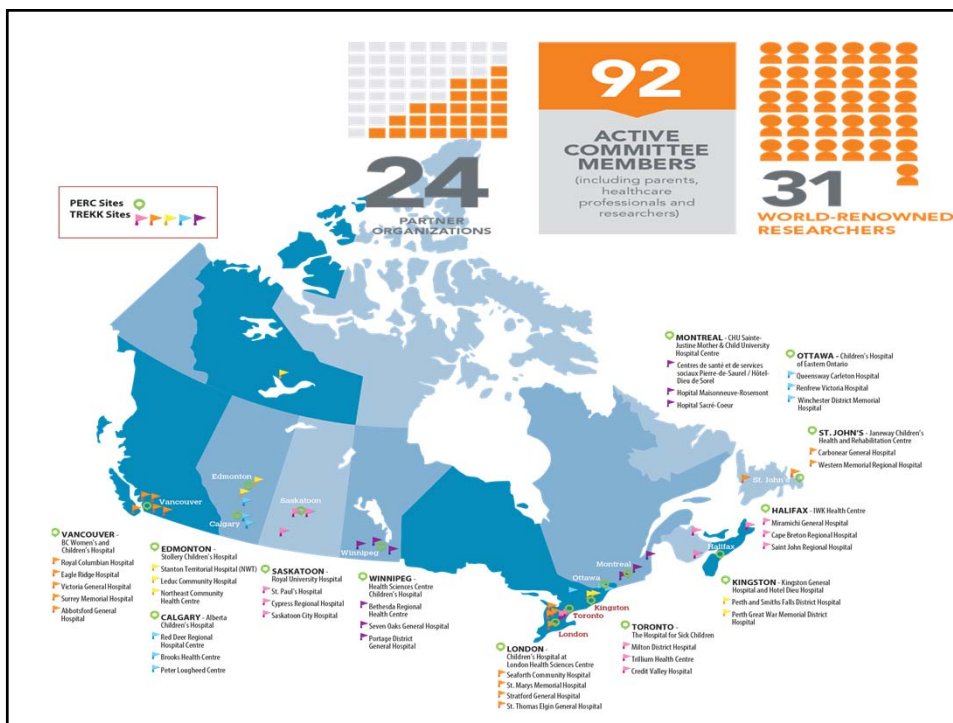 24
PARTNER
ORGANIZATIONS
92
ACTIVE
COMMITTEE
MEMBERS
(including parents,
healthcare
professionals and
researchers)
31
WORLD-RENOWNED
RESEARCHERS
PERC Sites
TREKK Sites
MONTREAL - CHU Sainte-
Justine Mother & Child University
Hospital Centre
Centres de santé et de services
sociaux Pierre-de-Saurel / Hôtel-
Dieu de Sorel
Hopital Maisonneuve-Rosemont
Hopital Sacré-Coeur
OTTAWA - Children's Hospital
of Eastern Ontario
Queensway Carleton Hospital
Renfrew Victoria Hospital
Winchester District Memorial
Hospital
ST. JOHN'S - Janeway Children's
Health and Rehabilitation Centre
Carbonear General Hospital
Western Memorial Regional Hospital
HALIFAX - IWK Health Centre
Miramichi General Hospital
Cape Breton Regional Hospital
Saint John Regional Hospital
KINGSTON - Kingston General
Hospital and Hotel Dieu Hospital
Perth and Smiths Falls District Hospital
Perth Great War Memorial District
Hospital
Edmonton
Vancouver
Calgary
Saskatoon
Winnipeg
Ottawa
Montreal
Kingston
Toronto
London
Halifax
St. John's
VANCOUVER -
BC Women's and
Children's Hospital
Royal Columbian Hospital
Eagle Ridge Hospital
Victoria General Hospital
Surrey Memorial Hospital
Abbotsford General
Hospital
EDMONTON -
Stollery Children's Hospital
Stanton Territorial Hospital (NWT)
Leduc Community Hospital
Northeast Community
Health Centre
CALGARY - Alberta
Children's Hospital
Red Deer Regional
Hospital Centre
Brooks Health Centre
Peter Lougheed Centre
SASKATOON -
Royal University Hospital
St. Paul's Hospital
Cypress Regional Hospital
Saskatoon City Hospital
WINNIPEG -
Health Sciences Centre
Children's Hospital
Bethesda Regional
Health Centre
Seven Oaks General Hospital
Portage District
General Hospital
LONDON -
Children's Hospital at
London Health Sciences Centre
Seaforth Community Hospital
St. Marys Memorial Hospital
Stratford General Hospital
St. Thomas Elgin General Hospital
TORONTO -
The Hospital for Sick Children
Milton District Hospital
Trillium Health Centre
Credit Valley Hospital